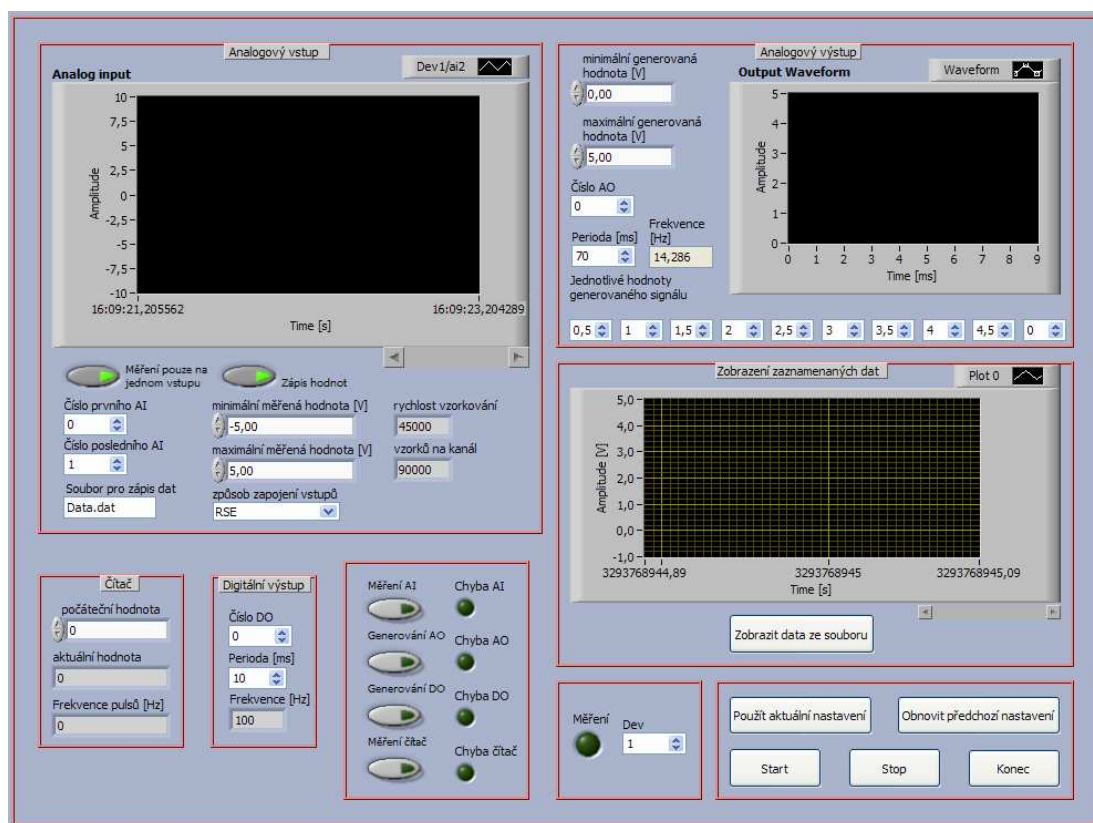 Analogový vstup
Analog input
Dev1/ai2
10
7,5
5
2,5
0
-2,5
-5
-7,5
-10
Amplitude
16:09:21,205562
16:09:23,204289
Time [s]
Měření pouze na
jednom vstupu
Zápis hodnot
Číslo prvního AI
0
minimální měřená hodnota [V]
-5,00
rychlost vzorkování
45000
Číslo posledního AI
1
maximální měřená hodnota [V]
5,00
vzorků na kanál
90000
Soubor pro zápis dat
Data.dat
způsob zapojení vstupů
RSE
Analogový výstup
minimální generovaná
hodnota [V]
0,00
maximální generovaná
hodnota [V]
5,00
Číslo AO
0
Perioda [ms]
70
Frekvence
[Hz]
14,286
Output Waveform
Waveform
5
4
3
2
1
0
Amplitude
0 1 2 3 4 5 6 7 8 9
Time [ms]
Jednotlivé hodnoty
generovaného signálu
0,5 1 1,5 2 2,5 3 3,5 4 4,5 0
Zobrazení zaznamenaných dat
Plot 0
5,0
4,0
3,0
2,0
1,0
0,0
-1,0
Amplitude [V]
3293768944,89
3293768945
3293768945,09
Time [s]
Zobrazit data ze souboru
Čítač
počáteční hodnota
0
aktuální hodnota
0
Frekvence pulsů [Hz]
0
Digitální výstup
Číslo DO
0
Perioda [ms]
10
Frekvence [Hz]
100
Měření AI
Chyba AI
Generování AO
Chyba AO
Generování DO
Chyba DO
Měření čítač
Chyba čítač
Měření
Dev
1
Použít aktuální nastavení
Obnovit předchozí nastavení
Start
Stop
Konec